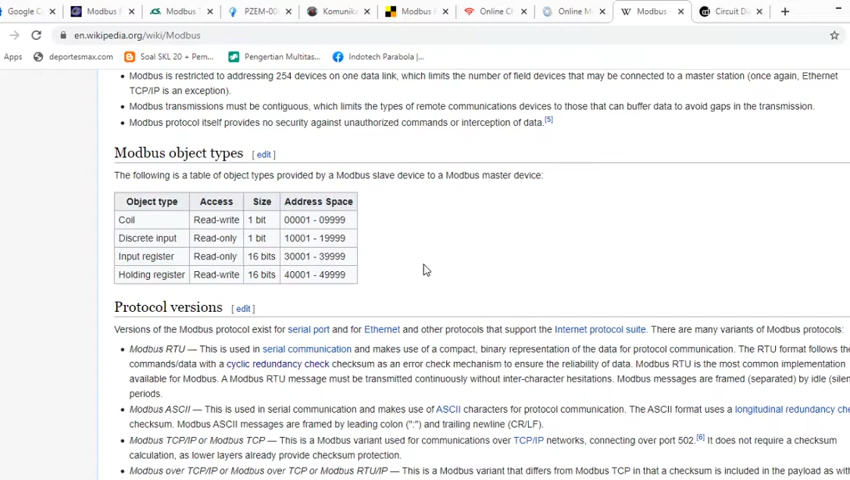 Google C
Modbus
Modbus
PZEM-00
Komunika
Modbus
Online Cl
Online M
Modbus -
Circuit Di
en.wikipedia.org/wiki/Modbus
Apps
deportesmax.com
Soal SKL 20 + Pem...
Pengertian Multitas...
Indotech Parabola |...
Modbus is restricted to addressing 254 devices on one data link, which limits the number of field devices that may be connected to a master station (once again, Ethernet
TCP/IP is an exception).
Modbus transmissions must be contiguous, which limits the types of remote communications devices to those that can buffer data to avoid gaps in the transmission.
Modbus protocol itself provides no security against unauthorized commands or interception of data.[5]
Modbus object types [ edit ]
The following is a table of object types provided by a Modbus slave device to a Modbus master device:
Object type Access Size Address Space
Coil Read-write 1 bit 00001 - 09999
Discrete input Read-only 1 bit 10001 - 19999
Input register Read-only 16 bits 30001 - 39999
Holding register Read-write 16 bits 40001 - 49999
Protocol versions [ edit ]
Versions of the Modbus protocol exist for serial port and for Ethernet and other protocols that support the Internet protocol suite. There are many variants of Modbus protocols:
Modbus RTU — This is used in serial communication and makes use of a compact, binary representation of the data for protocol communication. The RTU format follows the
commands/data with a cyclic redundancy check checksum as an error check mechanism to ensure the reliability of data. Modbus RTU is the most common implementation
available for Modbus. A Modbus RTU message must be transmitted continuously without inter-character hesitations. Modbus messages are framed (separated) by idle (silen
periods.
Modbus ASCII — This is used in serial communication and makes use of ASCII characters for protocol communication. The ASCII format uses a longitudinal redundancy che
checksum. Modbus ASCII messages are framed by leading colon (":") and trailing newline (CR/LF).
Modbus TCP/IP or Modbus TCP — This is a Modbus variant used for communications over TCP/IP networks, connecting over port 502.[6] It does not require a checksum
calculation, as lower layers already provide checksum protection.
Modbus over TCP/IP or Modbus over TCP or Modbus RTU/IP — This is a Modbus variant that differs from Modbus TCP in that a checksum is included in the payload as with